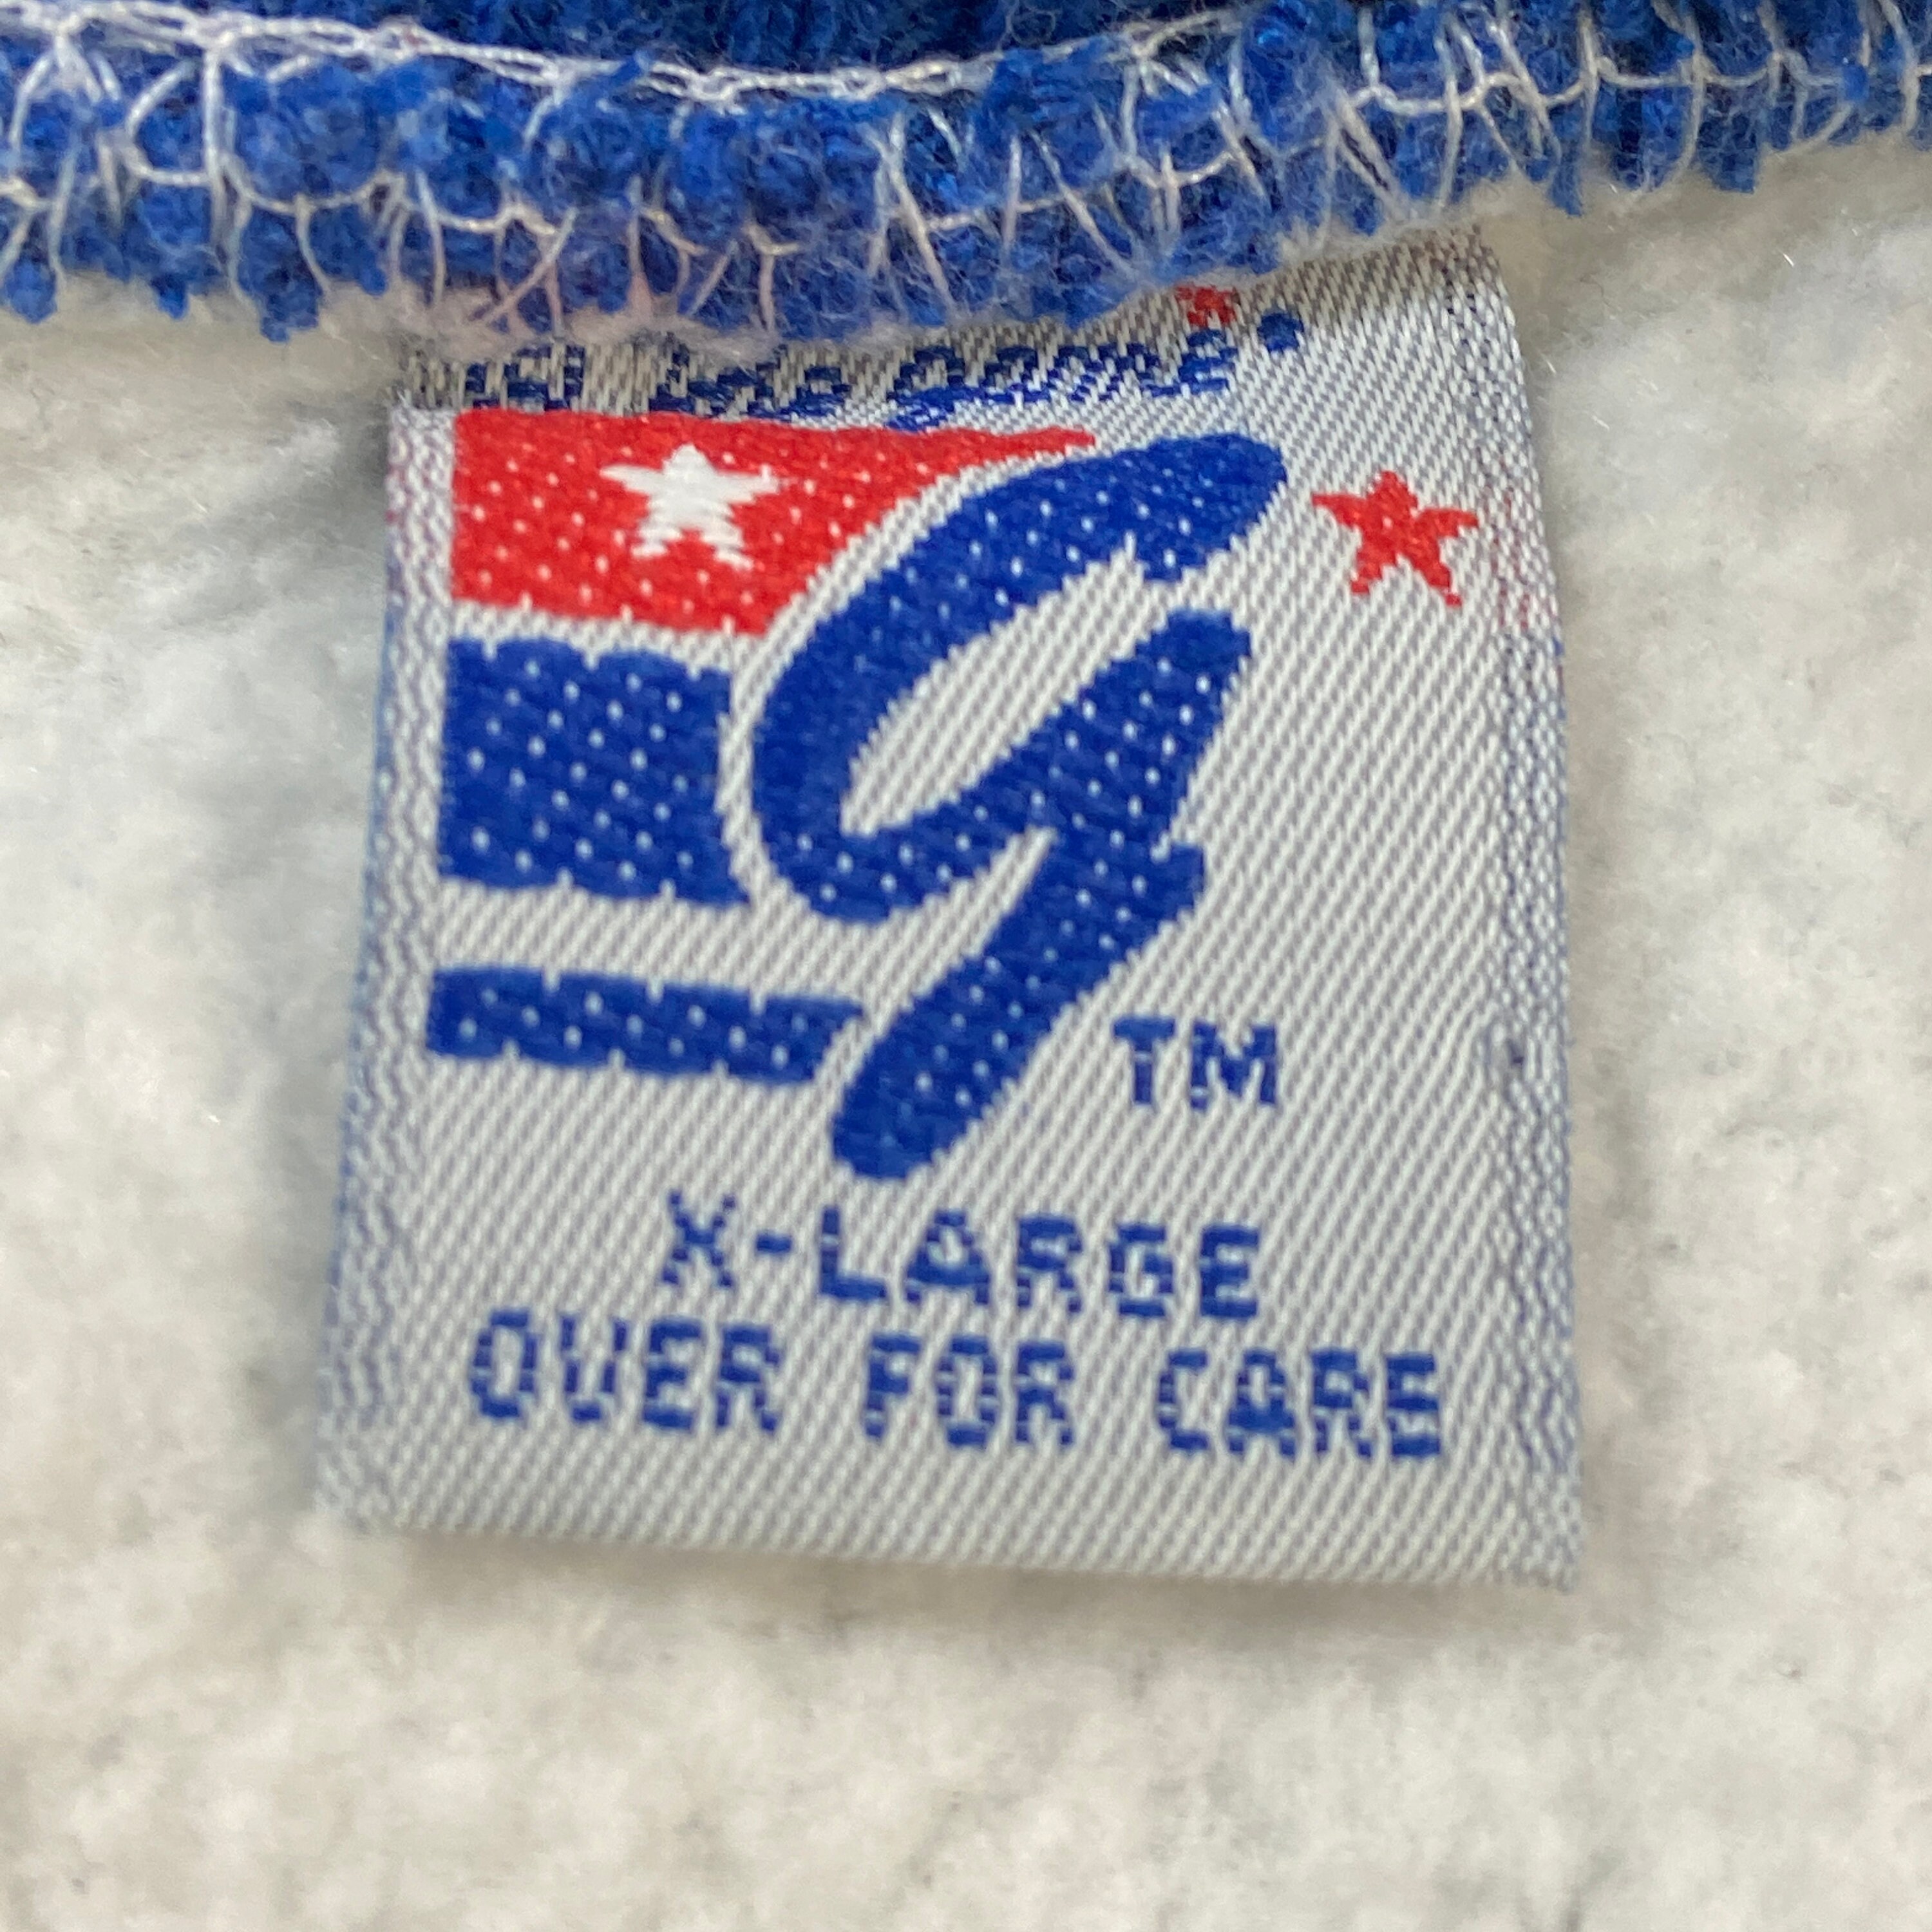 G
TM
X-LARGE
OVER FOR CARE